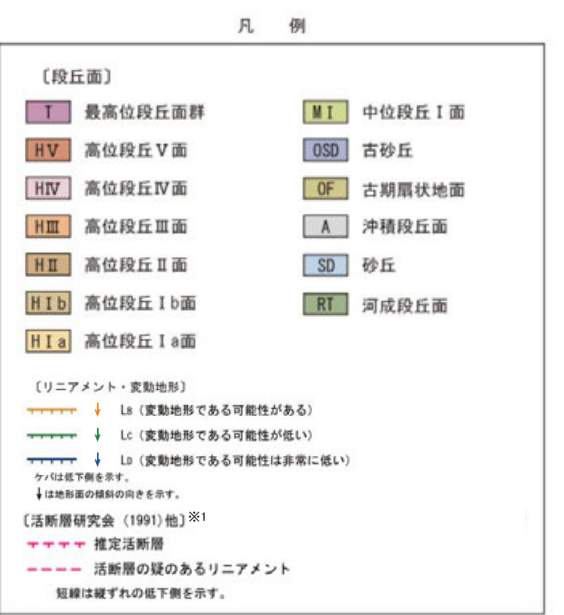 凡 例
〔段丘面〕
T 最高位段丘面群
HⅤ 高位段丘Ⅴ面
HⅣ 高位段丘Ⅳ面
HⅢ 高位段丘Ⅲ面
HⅡ 高位段丘Ⅱ面
HⅠb 高位段丘Ⅰb面
HⅠa 高位段丘Ⅰa面
MⅠ 中位段丘Ⅰ面
OSD 古砂丘
OF 古期扇状地面
A 沖積段丘面
SD 砂丘
RT 河成段丘面
〔リニアメント・変動地形〕
↓ LB（変動地形である可能性がある）
↓ LC（変動地形である可能性が低い）
↓ LD（変動地形である可能性は非常に低い）
ケバは低下側を示す。
↓は地形面の傾斜の向きを示す。
〔活断層研究会（1991）他〕※1
推定活断層
活断層の疑のあるリニアメント
短線は縦ずれの低下側を示す。